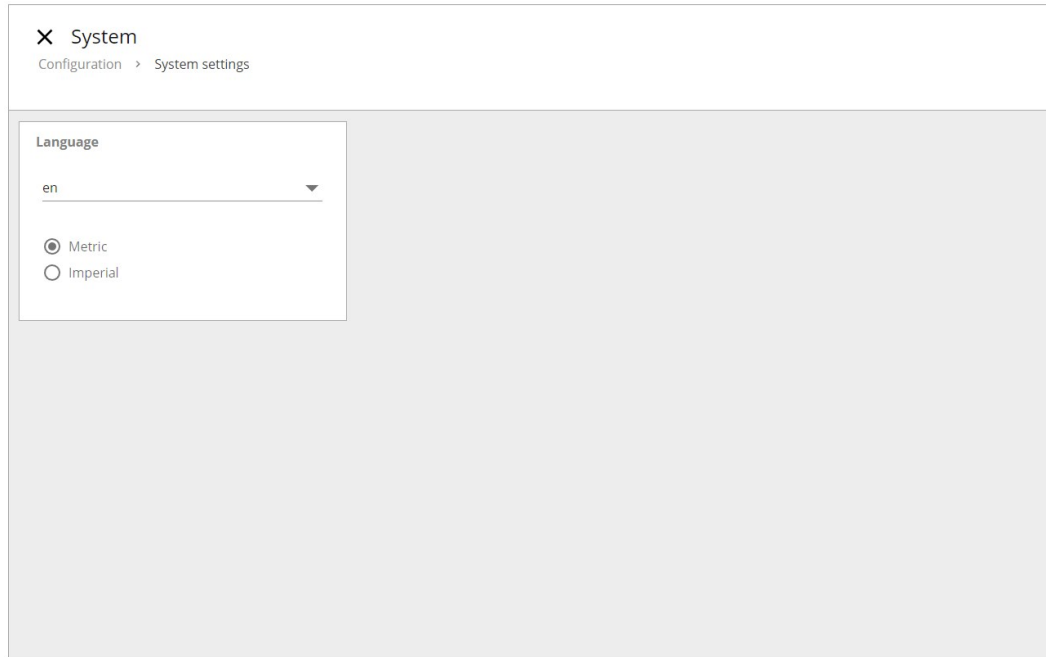 System
Configuration > System settings
Language
en
Metric
Imperial